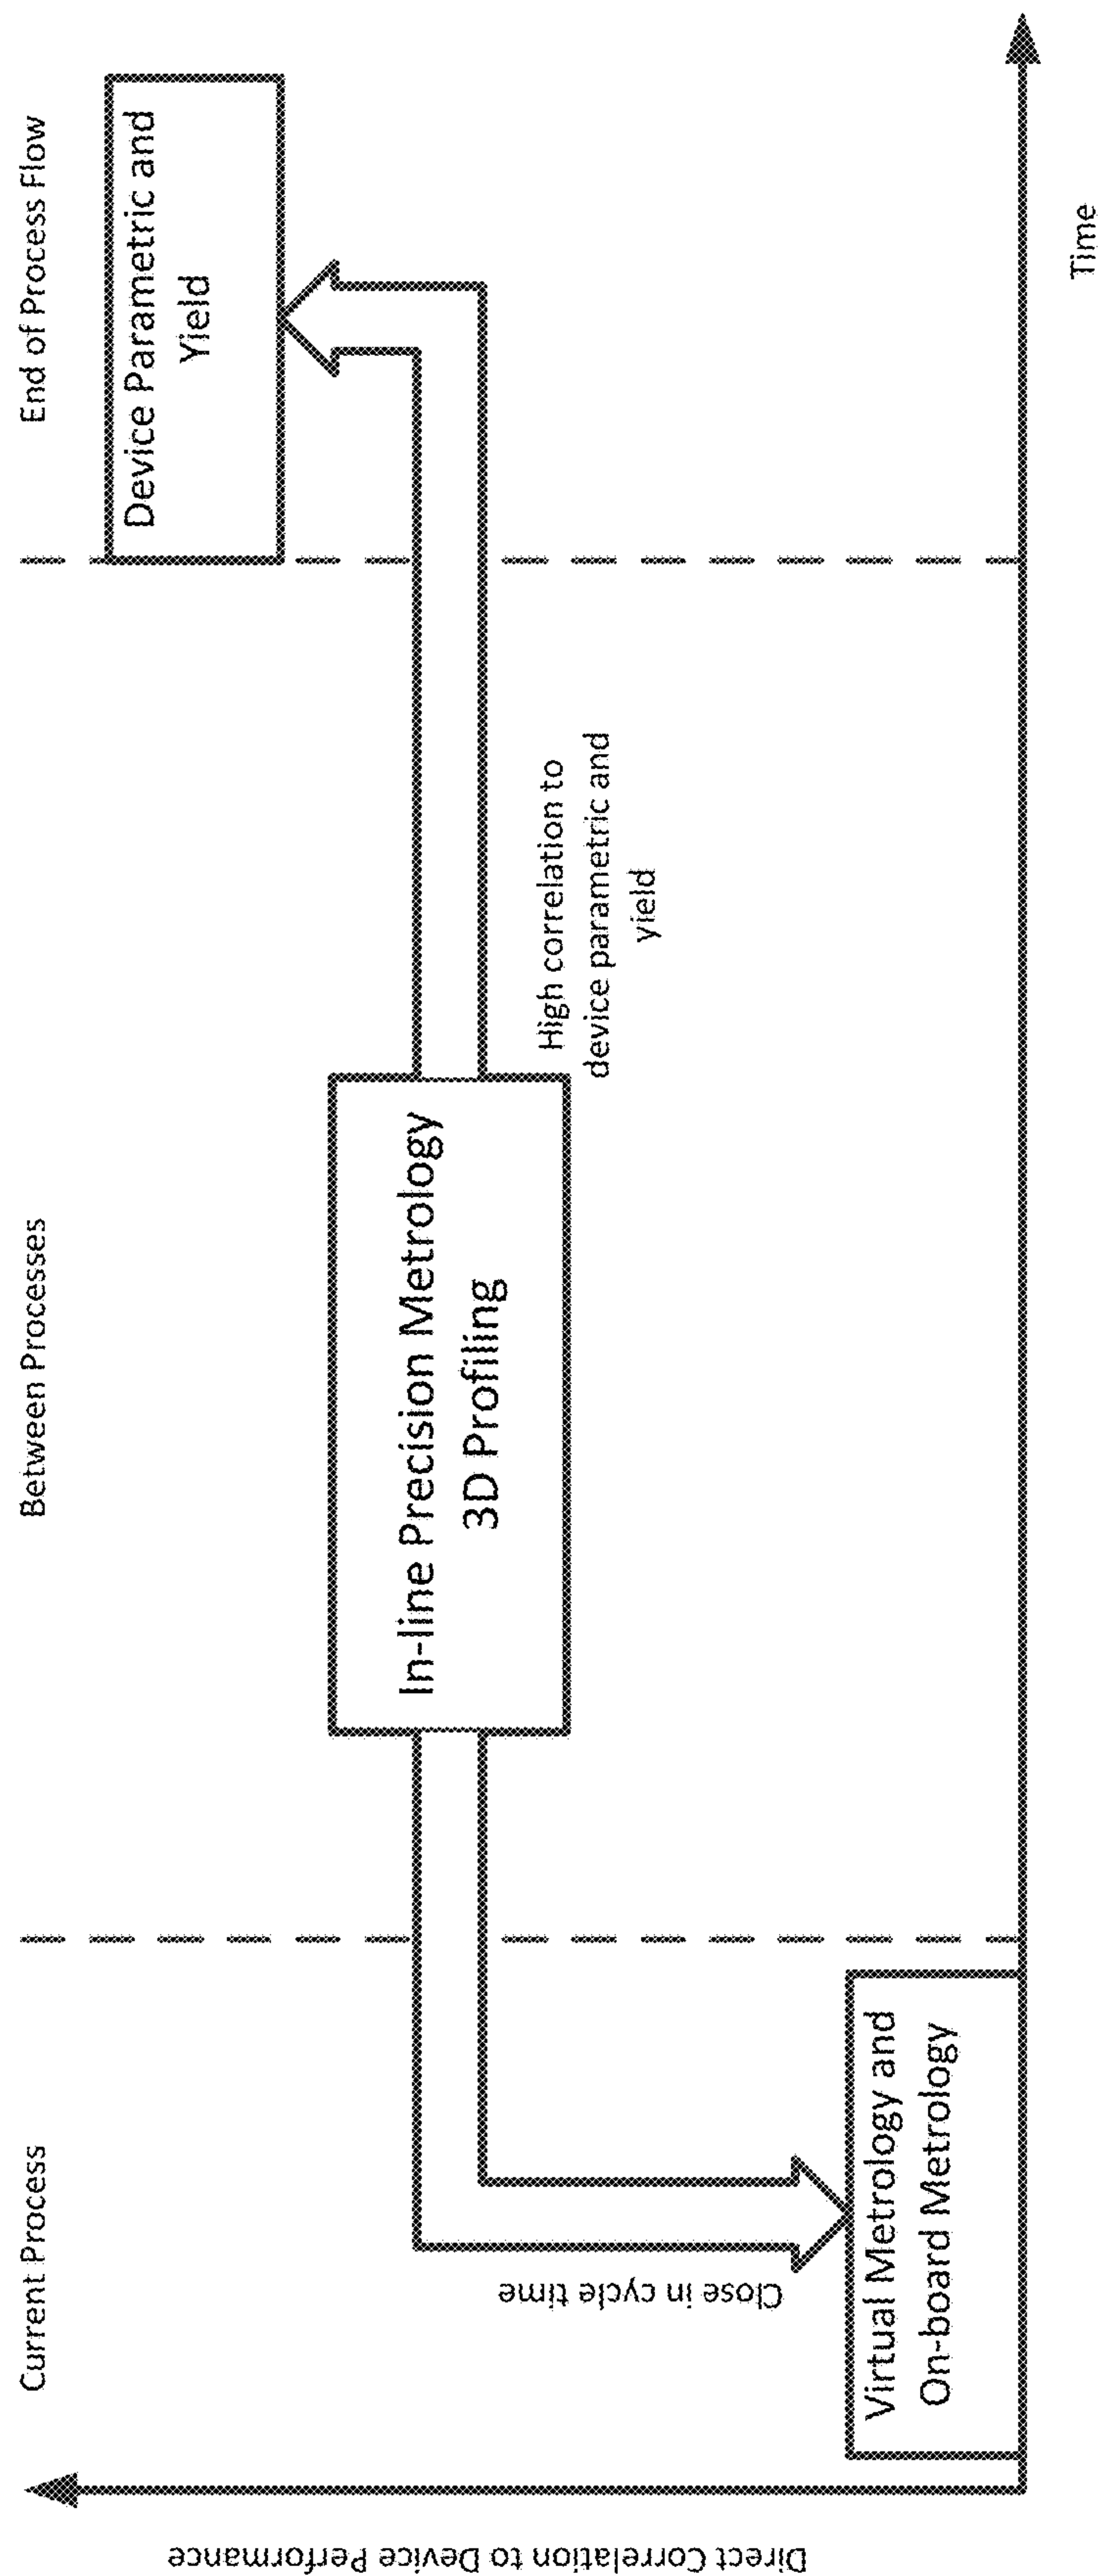 Current Process
Between Processes
End of Process Flow
Direct Correlation to Device Performance
Device Parametric and
Yield
In-line Precision Metrology
3D Profiling
High correlation to
device parametric and
yield
Close in cycle time
Virtual Metrology and
On-board Metrology
Time